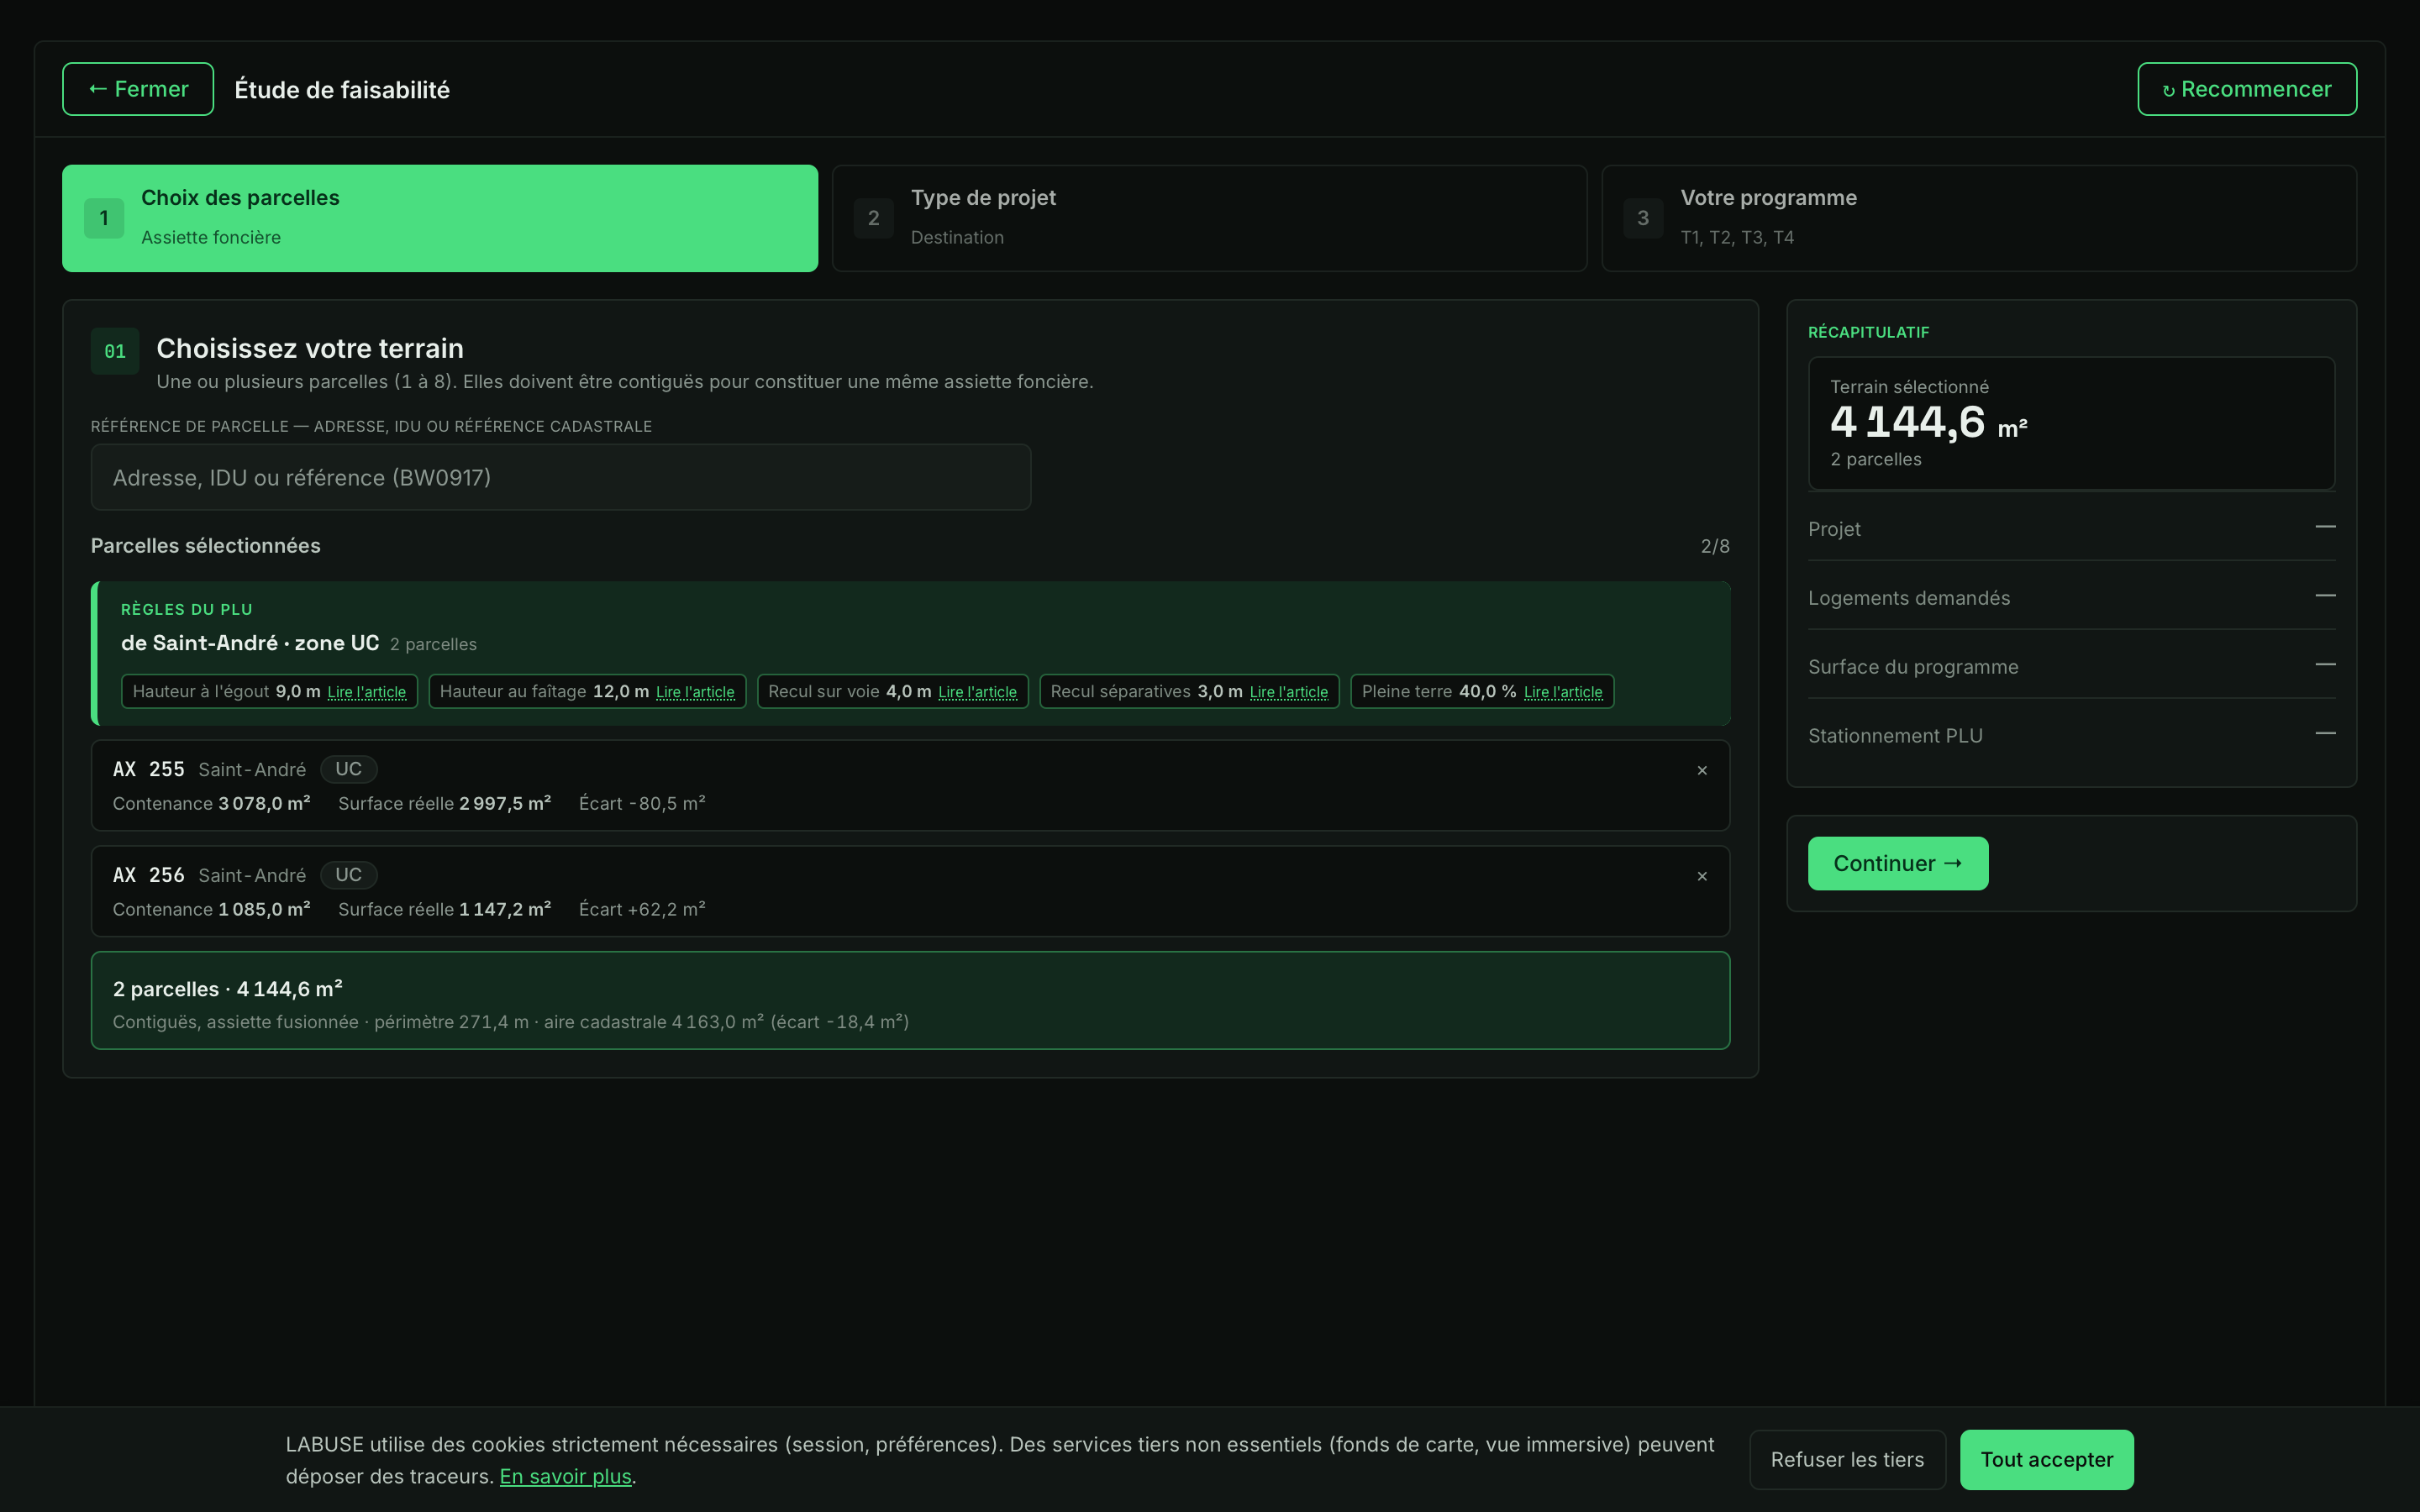 ← Fermer
Étude de faisabilité
↻ Recommencer
1
Choix des parcelles
Assiette foncière
2
Type de projet
Destination
3
Votre programme
T1, T2, T3, T4
01
Choisissez votre terrain
Une ou plusieurs parcelles (1 à 8). Elles doivent être contiguës pour constituer une même assiette foncière.
RÉFÉRENCE DE PARCELLE — ADRESSE, IDU OU RÉFÉRENCE CADASTRALE
Adresse, IDU ou référence (BW0917)
Parcelles sélectionnées
2/8
RÈGLES DU PLU
de Saint-André · zone UC 2 parcelles
Hauteur à l'égout 9,0 m Lire l'article
Hauteur au faîtage 12,0 m Lire l'article
Recul sur voie 4,0 m Lire l'article
Recul séparatives 3,0 m Lire l'article
Pleine terre 40,0 % Lire l'article
AX 255 Saint-André UC ×
Contenance 3 078,0 m² Surface réelle 2 997,5 m² Écart -80,5 m²
AX 256 Saint-André UC ×
Contenance 1 085,0 m² Surface réelle 1 147,2 m² Écart +62,2 m²
2 parcelles · 4 144,6 m²
Contiguës, assiette fusionnée · périmètre 271,4 m · aire cadastrale 4 163,0 m² (écart -18,4 m²)
RÉCAPITULATIF
Terrain sélectionné
4 144,6 m²
2 parcelles
Projet —
Logements demandés —
Surface du programme —
Stationnement PLU —
Continuer →
LABUSE utilise des cookies strictement nécessaires (session, préférences). Des services tiers non essentiels (fonds de carte, vue immersive) peuvent
déposer des traceurs. En savoir plus.
Refuser les tiers
Tout accepter